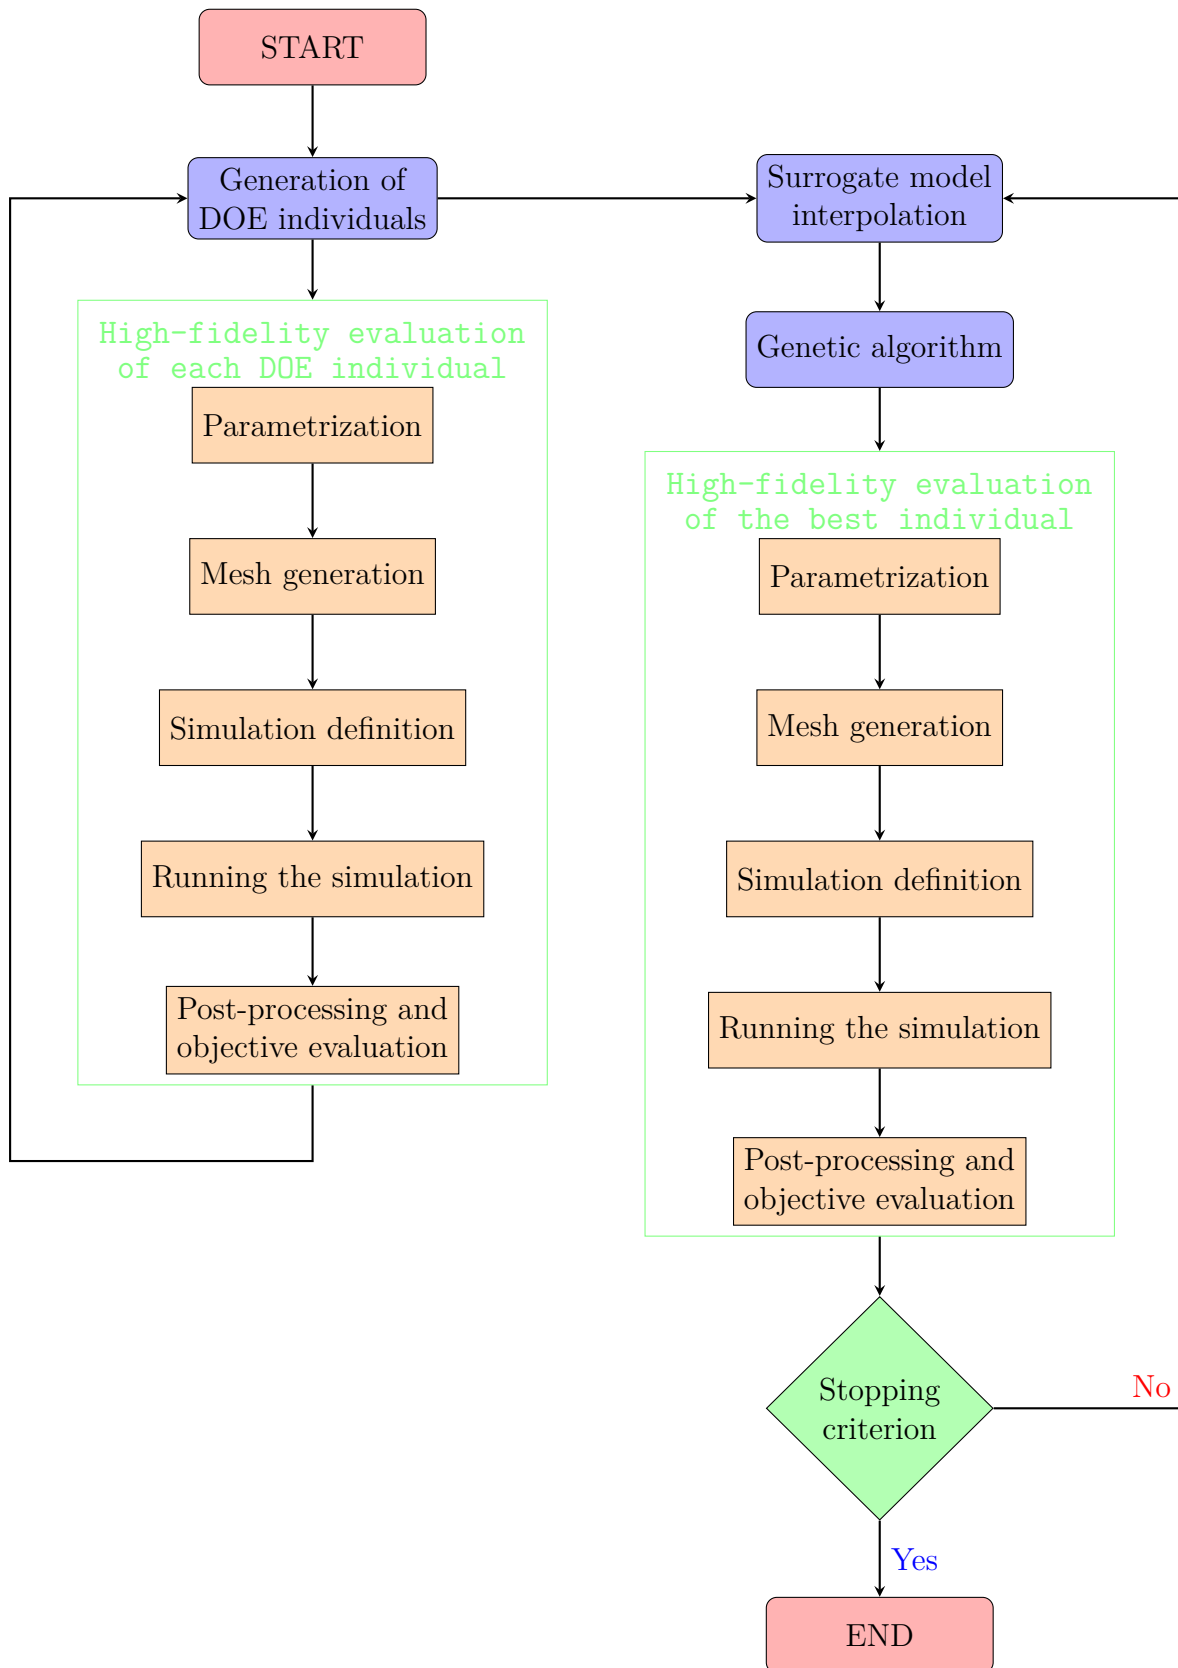 START
Generation of
DOE individuals
High-fidelity evaluation
of each DOE individual
Parametrization
Mesh generation
Simulation definition
Running the simulation
Post-processing and
objective evaluation
Surrogate model
interpolation
Genetic algorithm
High-fidelity evaluation
of the best individual
Parametrization
Mesh generation
Simulation definition
Running the simulation
Post-processing and
objective evaluation
Stopping
criterion
No
Yes
END